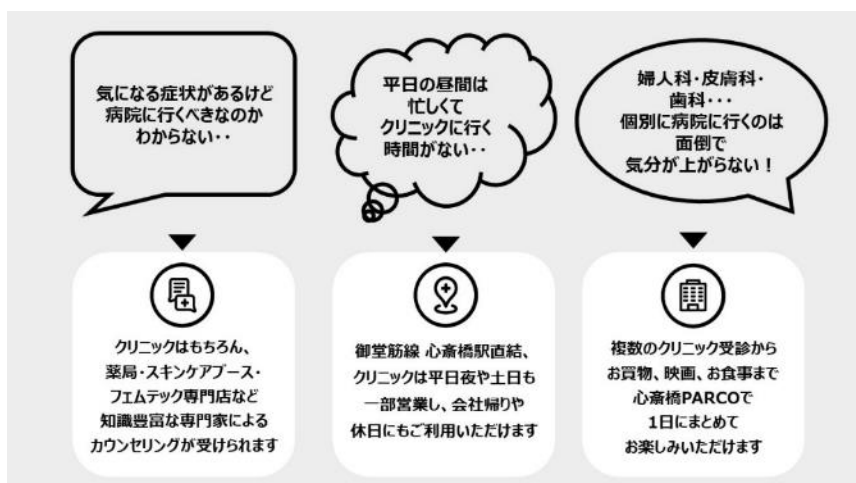 気になる症状があるけど
病院に行くべきなのか
わからない‥
平日の昼間は
忙しくて
クリニックに行く
時間がない‥
婦人科・皮膚科・
歯科・・・
個別に病院に行くのは
面倒で
気分が上がらない！
クリニックはもちろん、
薬局・スキンケアブース・
フェムテック専門店など
知識豊富な専門家による
カウンセリングが受けられます
御堂筋線 心斎橋駅直結、
クリニックは平日夜や土日も
一部営業し、会社帰りや
休日にもご利用いただけます
複数のクリニック受診から
お買物、映画、お食事まで
心斎橋PARCOで
1日にまとめて
お楽しみいただけます